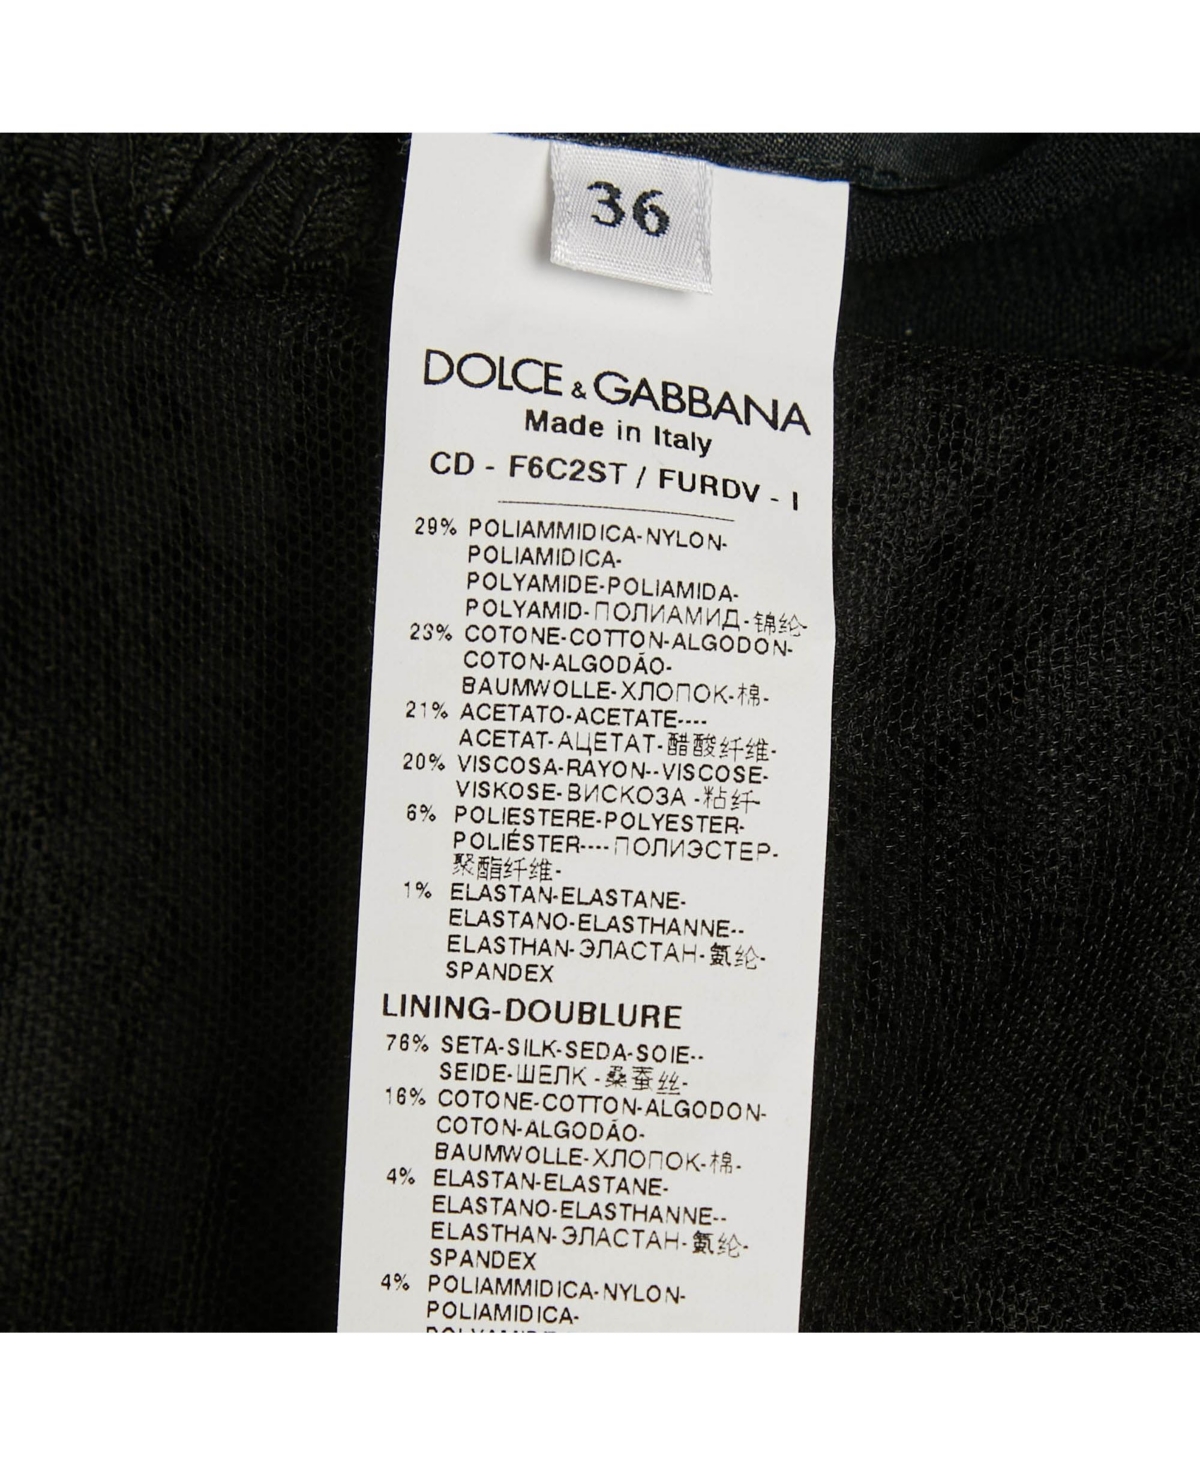 36
DOLCE & GABBANA
Made in Italy
CD - F6C2ST / FURDV - I
29% POLIAMMIDICA-NYLON-
POLIAMIDICA-
POLYAMIDE-POLIAMIDA-
POLYAMID-ПОЛИАМИД-锦纶-
23% COTONE-COTTON-ALGODON-
COTON-ALGODÃO-
BAUMWOLLE-ХЛОПОК-棉-
21% ACETATO-ACETATE----
ACETAT-АЦЕТАТ-醋酸纤维-
20% VISCOSA-RAYON--VISCOSE-
VISKOSE-ВИСКОЗА -粘纤-
6% POLIESTERE-POLYESTER-
POLIÉSTER----ПОЛИЭСТЕР-
聚酯纤维-
1% ELASTAN-ELASTANE-
ELASTANO-ELASTHANNE--
ELASTHAN-ЭЛАСТАН-氨纶-
SPANDEX
LINING-DOUBLURE
76% SETA-SILK-SEDA-SOIE--
SEIDE-ШЕЛК -桑蚕丝-
16% COTONE-COTTON-ALGODON-
COTON-ALGODÃO-
BAUMWOLLE-ХЛОПОК-棉-
4% ELASTAN-ELASTANE-
ELASTANO-ELASTHANNE--
ELASTHAN-ЭЛАСТАН-氨纶-
SPANDEX
4% POLIAMMIDICA-NYLON-
POLIAMIDICA-